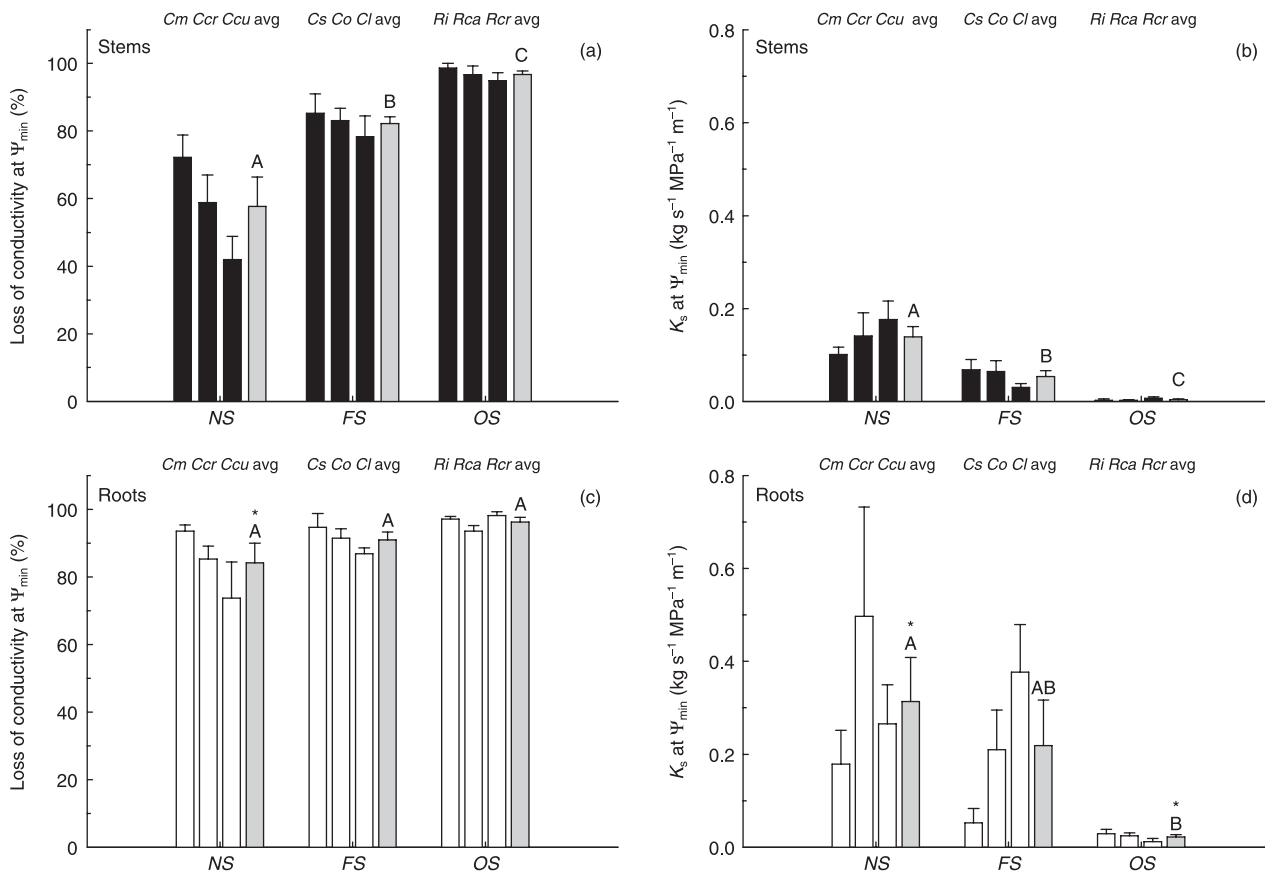 Cm Ccr Ccu avg Cs Co Cl avg Ri Rca Rcr avg
Stems
(a)
Loss of conductivity at Ψmin (%)
100
80
60
40
20
0
A
B
C
NS FS OS
Cm Ccr Ccu avg Cs Co Cl avg Ri Rca Rcr avg
Stems
(b)
Ks at Ψmin (kg s⁻¹ MPa⁻¹ m⁻¹)
0.8
0.6
0.4
0.2
0.0
A
B
C
NS FS OS
Cm Ccr Ccu avg Cs Co Cl avg Ri Rca Rcr avg
Roots
(c)
Loss of conductivity at Ψmin (%)
100
80
60
40
20
0
*
A
A
A
NS FS OS
Cm Ccr Ccu avg Cs Co Cl avg Ri Rca Rcr avg
Roots
(d)
Ks at Ψmin (kg s⁻¹ MPa⁻¹ m⁻¹)
0.8
0.6
0.4
0.2
0.0
*
A
AB
*
B
NS FS OS